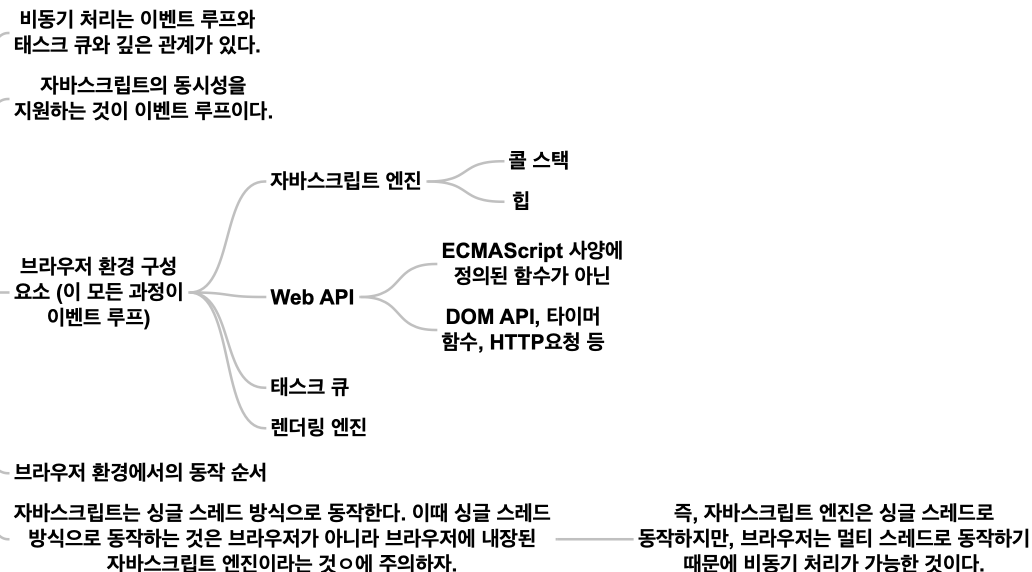 비동기 처리는 이벤트 루프와
태스크 큐와 깊은 관계가 있다.
자바스크립트의 동시성을
지원하는 것이 이벤트 루프이다.
브라우저 환경 구성
요소 (이 모든 과정이
이벤트 루프)
자바스크립트 엔진
콜 스택
힙
Web API
ECMAScript 사양에
정의된 함수가 아닌
DOM API, 타이머
함수, HTTP요청 등
태스크 큐
렌더링 엔진
브라우저 환경에서의 동작 순서
자바스크립트는 싱글 스레드 방식으로 동작한다. 이때 싱글 스레드
방식으로 동작하는 것은 브라우저가 아니라 브라우저에 내장된
자바스크립트 엔진이라는 것ㅇ에 주의하자.
즉, 자바스크립트 엔진은 싱글 스레드로
동작하지만, 브라우저는 멀티 스레드로 동작하기
때문에 비동기 처리가 가능한 것이다.